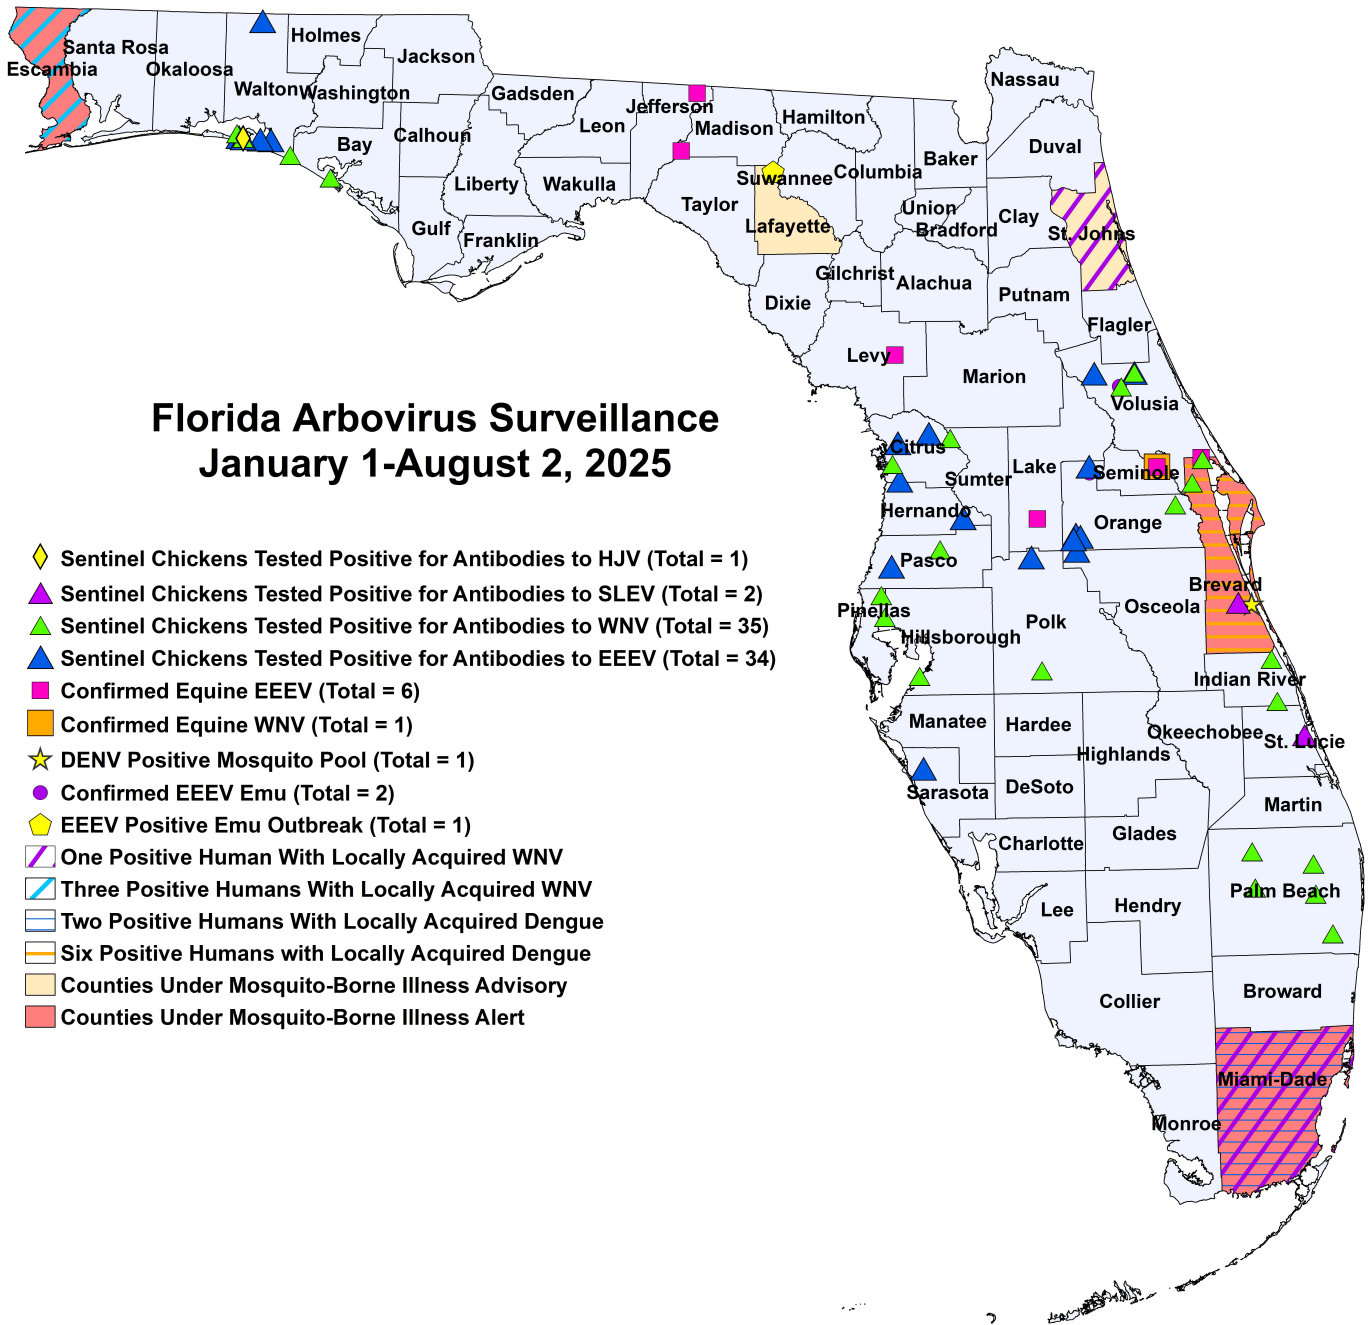 Holmes
Jackson
Santa Rosa
Escambia
Okaloosa
Walton
Washington
Nassau
Gadsden
Jefferson
Leon
Madison
Hamilton
Calhoun
Bay
Duval
Baker
Columbia
Suwannee
Liberty
Wakulla
Taylor
Union
Clay
Bradford
Lafayette
St. Johns
Gulf
Franklin
Gilchrist
Alachua
Putnam
Dixie
Flagler
Levy
Marion
Volusia
Florida Arbovirus Surveillance
January 1-August 2, 2025
Citrus
Lake
Seminole
Sumter
Hernando
Orange
Pasco
Brevard
Osceola
Pinellas
Polk
Hillsborough
Indian River
Manatee
Hardee
Okeechobee
St. Lucie
Highlands
DeSoto
Sarasota
Martin
Glades
Charlotte
Palm Beach
Lee
Hendry
Broward
Collier
Miami-Dade
Monroe
Sentinel Chickens Tested Positive for Antibodies to HJV (Total = 1)
Sentinel Chickens Tested Positive for Antibodies to SLEV (Total = 2)
Sentinel Chickens Tested Positive for Antibodies to WNV (Total = 35)
Sentinel Chickens Tested Positive for Antibodies to EEEV (Total = 34)
Confirmed Equine EEEV (Total = 6)
Confirmed Equine WNV (Total = 1)
DENV Positive Mosquito Pool (Total = 1)
Confirmed EEEV Emu (Total = 2)
EEEV Positive Emu Outbreak (Total = 1)
One Positive Human With Locally Acquired WNV
Three Positive Humans With Locally Acquired WNV
Two Positive Humans With Locally Acquired Dengue
Six Positive Humans with Locally Acquired Dengue
Counties Under Mosquito-Borne Illness Advisory
Counties Under Mosquito-Borne Illness Alert